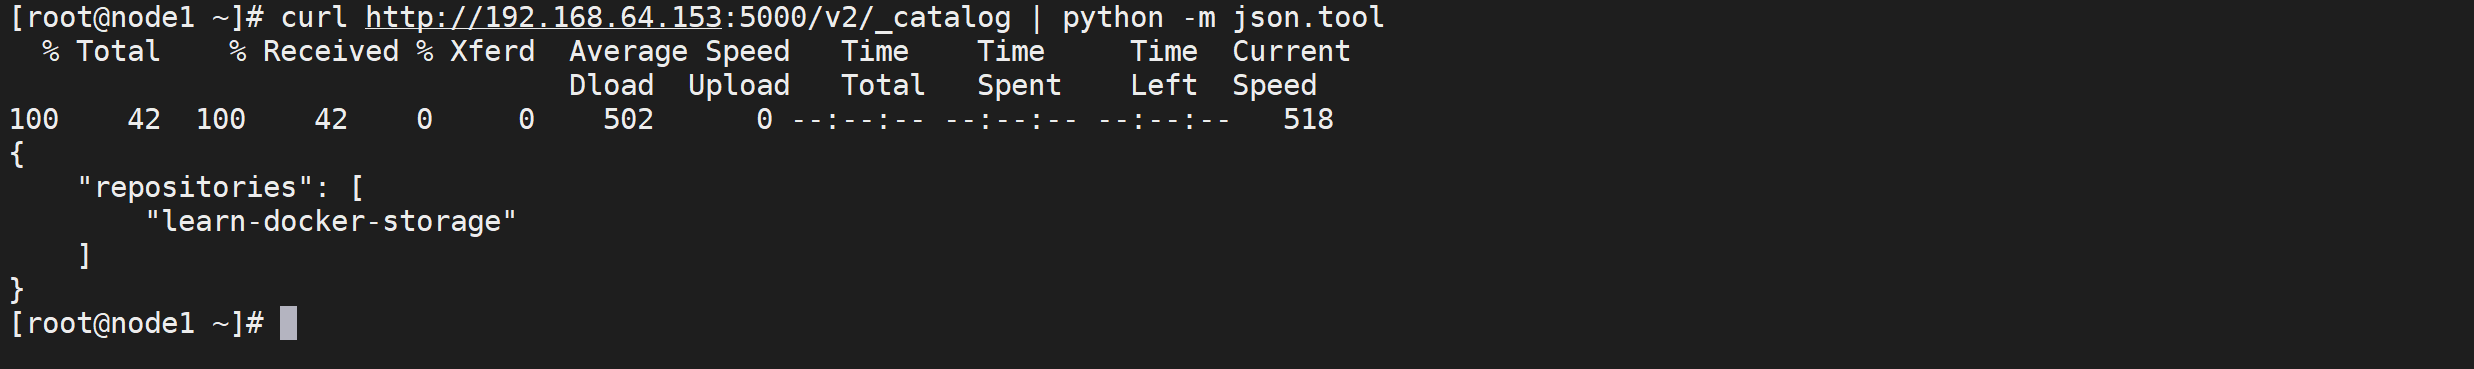 [root@node1 ~]# curl http://192.168.64.153:5000/v2/_catalog | python -m json.tool
  % Total    % Received % Xferd  Average Speed   Time    Time     Time  Current
                                 Dload  Upload   Total   Spent    Left  Speed
100    42  100    42    0     0    502      0 --:--:-- --:--:-- --:--:--   518
{
    "repositories": [
        "learn-docker-storage"
    ]
}
[root@node1 ~]#